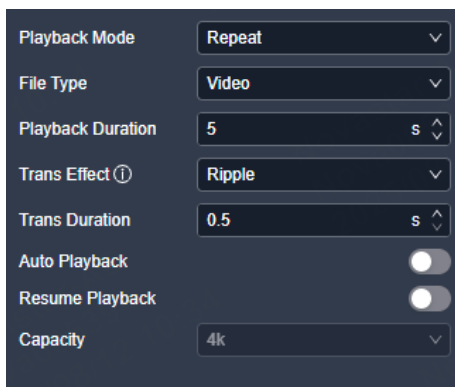 Playback Mode Repeat
File Type Video
Playback Duration 5 s
Trans Effect ⓘ Ripple
Trans Duration 0.5 s
Auto Playback
Resume Playback
Capacity 4k